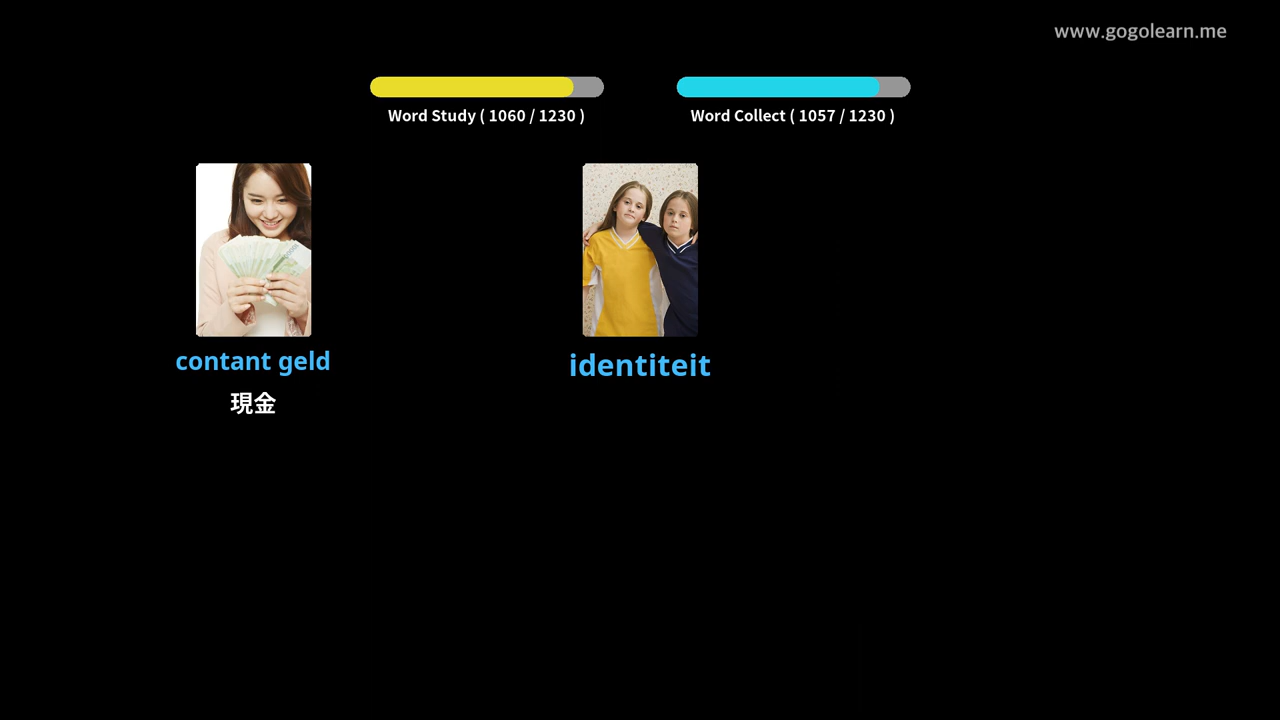 www.gogolearn.me
Word Study ( 1060 / 1230 )
Word Collect ( 1057 / 1230 )
contant geld
現金
identiteit